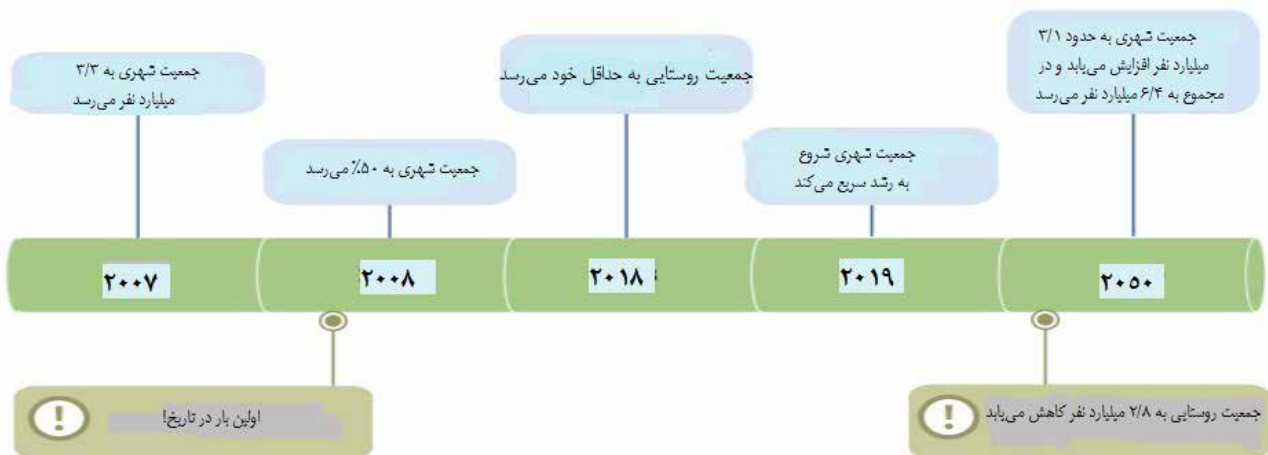 جمعیت شهری به ۳/۳
میلیارد نفر می‌رسد
جمعیت شهری به ۵۰٪ می‌رسد
جمعیت روستایی به حداقل خود می‌رسد
جمعیت شهری شروع
به رشد سریع می‌کند
جمعیت شهری به حدود ۳/۱
میلیارد نفر افزایش می‌یابد و در
مجموع به ۶/۴ میلیارد نفر می‌رسد
۲۰۰۷
۲۰۰۸
۲۰۱۸
۲۰۱۹
۲۰۵۰
اولین بار در تاریخ!
جمعیت روستایی به ۲/۸ میلیارد نفر کاهش می‌یابد